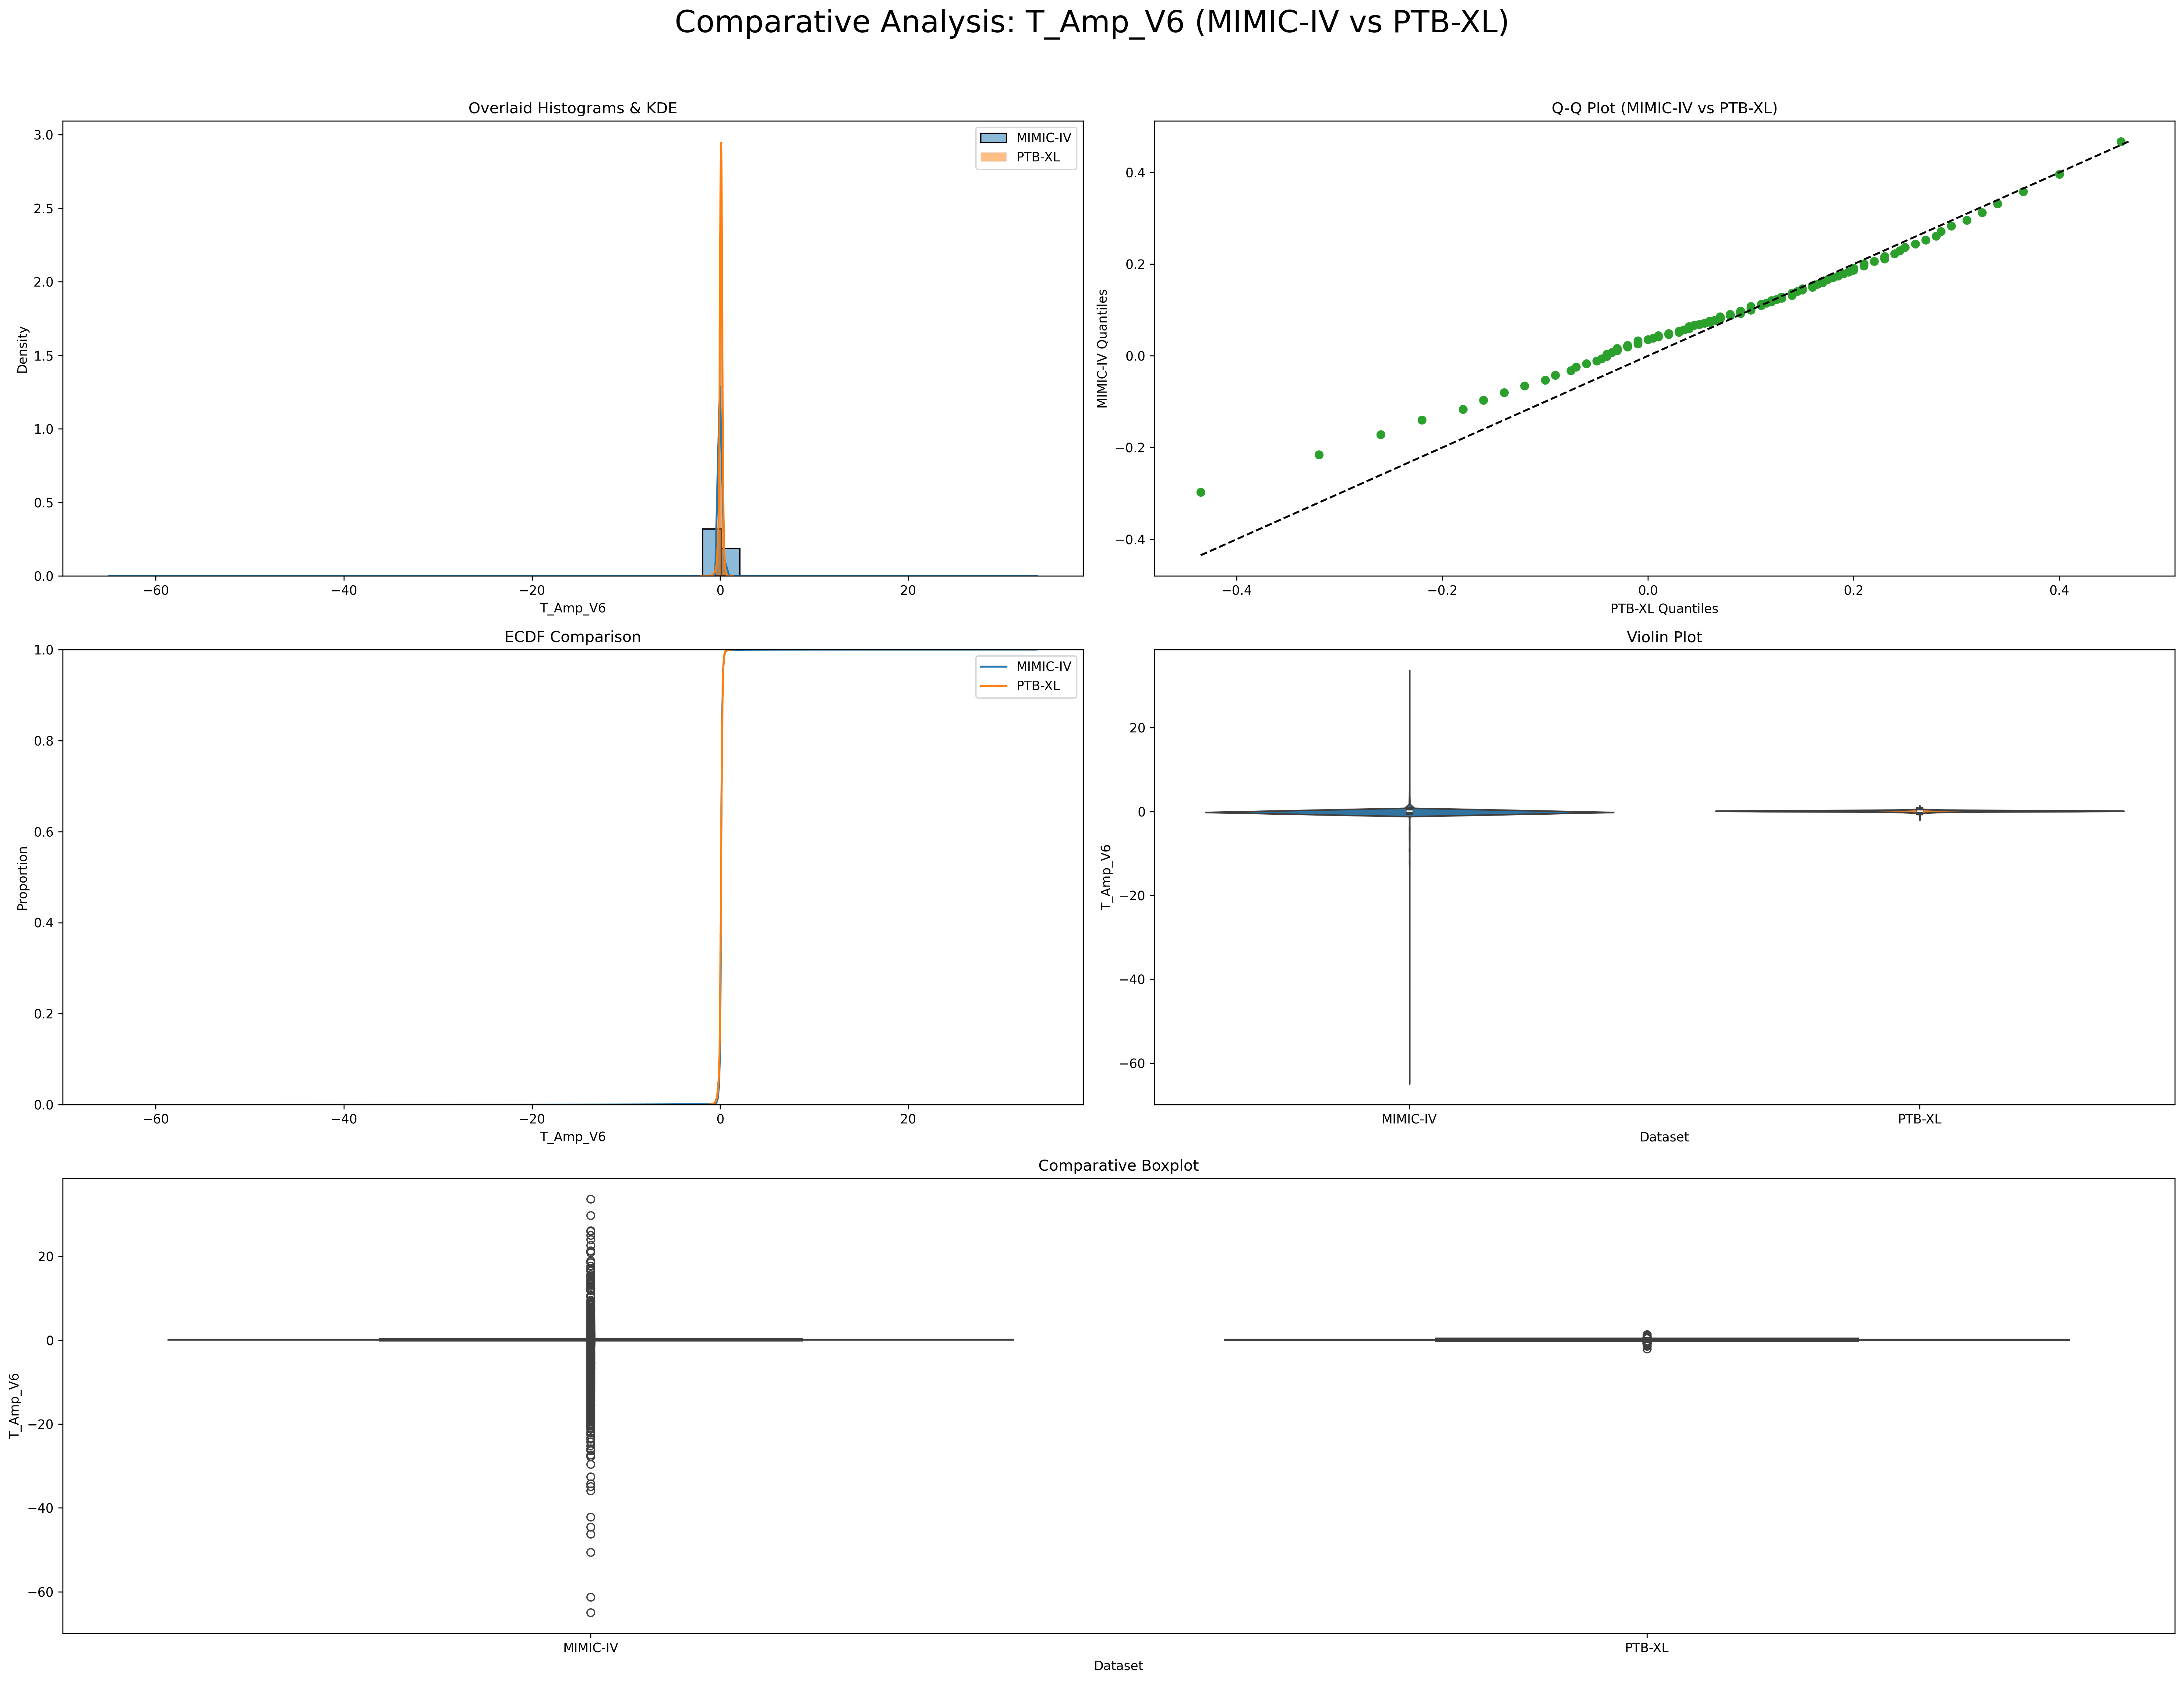 Comparative Analysis: T_Amp_V6 (MIMIC-IV vs PTB-XL)
Overlaid Histograms & KDE
3.0
2.5
2.0
1.5
1.0
0.5
0.0
Density
−60
−40
−20
0
20
T_Amp_V6
MIMIC-IV
PTB-XL
Q-Q Plot (MIMIC-IV vs PTB-XL)
0.4
0.2
0.0
−0.2
−0.4
MIMIC-IV Quantiles
−0.4
−0.2
0.0
0.2
0.4
PTB-XL Quantiles
ECDF Comparison
1.0
0.8
0.6
0.4
0.2
0.0
Proportion
−60
−40
−20
0
20
T_Amp_V6
MIMIC-IV
PTB-XL
Violin Plot
20
0
−20
−40
−60
T_Amp_V6
MIMIC-IV
PTB-XL
Dataset
Comparative Boxplot
20
0
−20
−40
−60
T_Amp_V6
MIMIC-IV
PTB-XL
Dataset